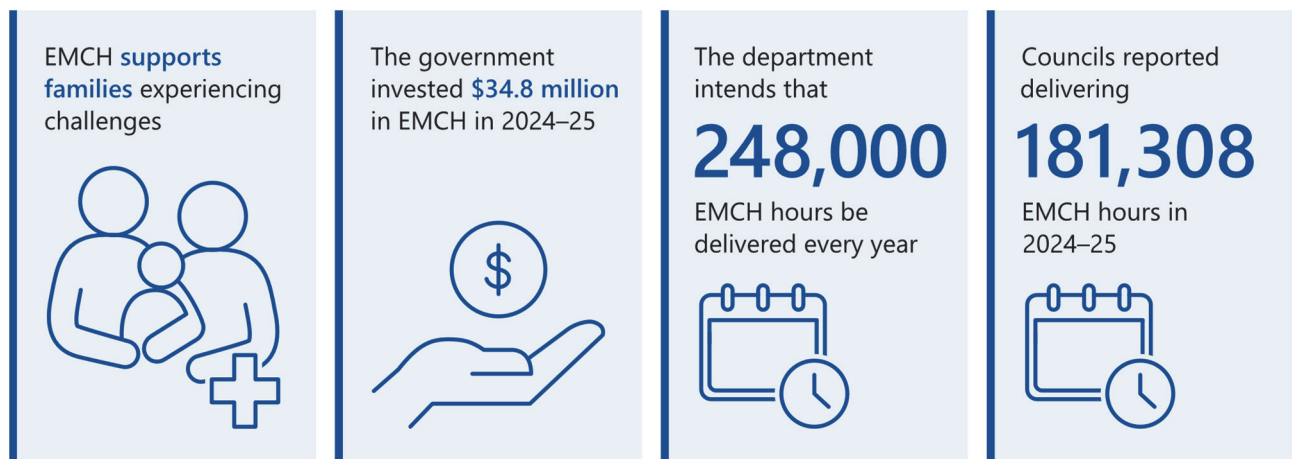 EMCH supports
families experiencing
challenges
The government
invested $34.8 million
in EMCH in 2024–25
$
The department
intends that
248,000
EMCH hours be
delivered every year
Councils reported
delivering
181,308
EMCH hours in
2024–25